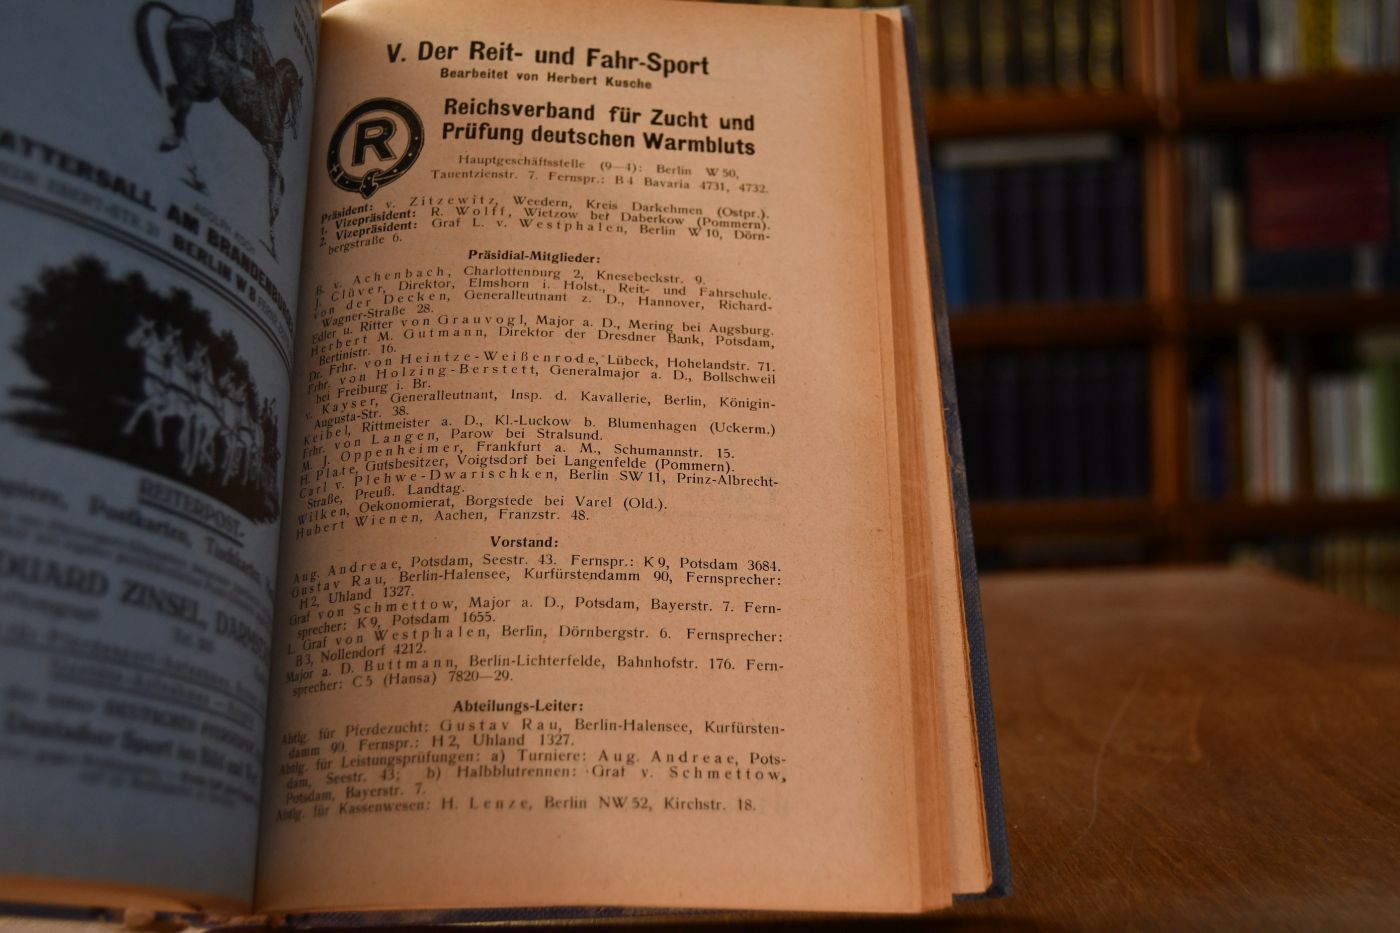 ATTERSALL AM BRANDENBURG
BERLIN W 8
REITERPOST
Postkarten,
EDUARD ZINSEL,
V. Der Reit- und Fahr-Sport
Bearbeitet von Herbert Kusche
R
Reichsverband für Zucht und
Prüfung deutschen Warmbluts
Hauptgeschäftsstelle (9—4): Berlin W 50,
Tauentzienstr. 7. Fernspr.: B 4 Bavaria 4731, 4732.
Präsident: v. Zitzewitz, Weedern, Kreis Darkehmen (Ostpr.).
1. Vizepräsident: R. Wolff, Wietzow bei Daberkow (Pommern).
2. Vizepräsident: Graf L. v. Westphalen, Berlin W 10, Dörn-
bergstraße 6.
Präsidial-Mitglieder:
B. v. Achenbach, Charlottenburg 2, Knesebeckstr. 9.
J. Clüver, Direktor, Elmshorn i. Holst., Reit- und Fahrschule.
von der Decken, Generalleutnant z. D., Hannover, Richard-
Wagner-Straße 28.
Edler u. Ritter von Grauvogl, Major a. D., Mering bei Augsburg.
Herbert M. Gutmann, Direktor der Dresdner Bank, Potsdam,
Bertinistr. 16.
Dr. Frhr. von Heintze-Weißenrode, Lübeck, Hohelandstr. 71.
Frhr. von Holzing-Berstett, Generalmajor a. D., Bollschweil
bei Freiburg i. Br.
v. Kayser, Generalleutnant, Insp. d. Kavallerie, Berlin, Königin-
Augusta-Str. 38.
Keibel, Rittmeister a. D., Kl.-Luckow b. Blumenhagen (Uckerm.)
Frhr. von Langen, Parow bei Stralsund.
M. J. Oppenheimer, Frankfurt a. M., Schumannstr. 15.
H. Plate, Gutsbesitzer, Voigtsdorf bei Langenfelde (Pommern).
Carl v. Plehwe-Dwarischken, Berlin SW 11, Prinz-Albrecht-
Straße, Preuß. Landtag.
Wilken, Oekonomierat, Borgstede bei Varel (Old.).
Hubert Wienen, Aachen, Franzstr. 48.
Vorstand:
Aug. Andreae, Potsdam, Seestr. 43. Fernspr.: K 9, Potsdam 3684.
Gustav Rau, Berlin-Halensee, Kurfürstendamm 90, Fernsprecher:
H 2, Uhland 1327.
Graf von Schmettow, Major a. D., Potsdam, Bayerstr. 7. Fern-
sprecher: K 9, Potsdam 1655.
L. Graf von Westphalen, Berlin, Dörnbergstr. 6. Fernsprecher:
B 3, Nollendorf 4212.
Major a. D. Buttmann, Berlin-Lichterfelde, Bahnhofstr. 176. Fern-
sprecher: C 5 (Hansa) 7820—29.
Abteilungs-Leiter:
Abtlg. für Pferdezucht: Gustav Rau, Berlin-Halensee, Kurfürsten-
damm 90. Fernspr.: H 2, Uhland 1327.
Abtlg. für Leistungsprüfungen: a) Turniere: Aug. Andreae, Pots-
dam, Seestr. 43; b) Halbblutrennen: Graf v. Schmettow,
Potsdam, Bayerstr. 7.
Abtlg. für Kassenwesen: H. Lenze, Berlin NW 52, Kirchstr. 18.